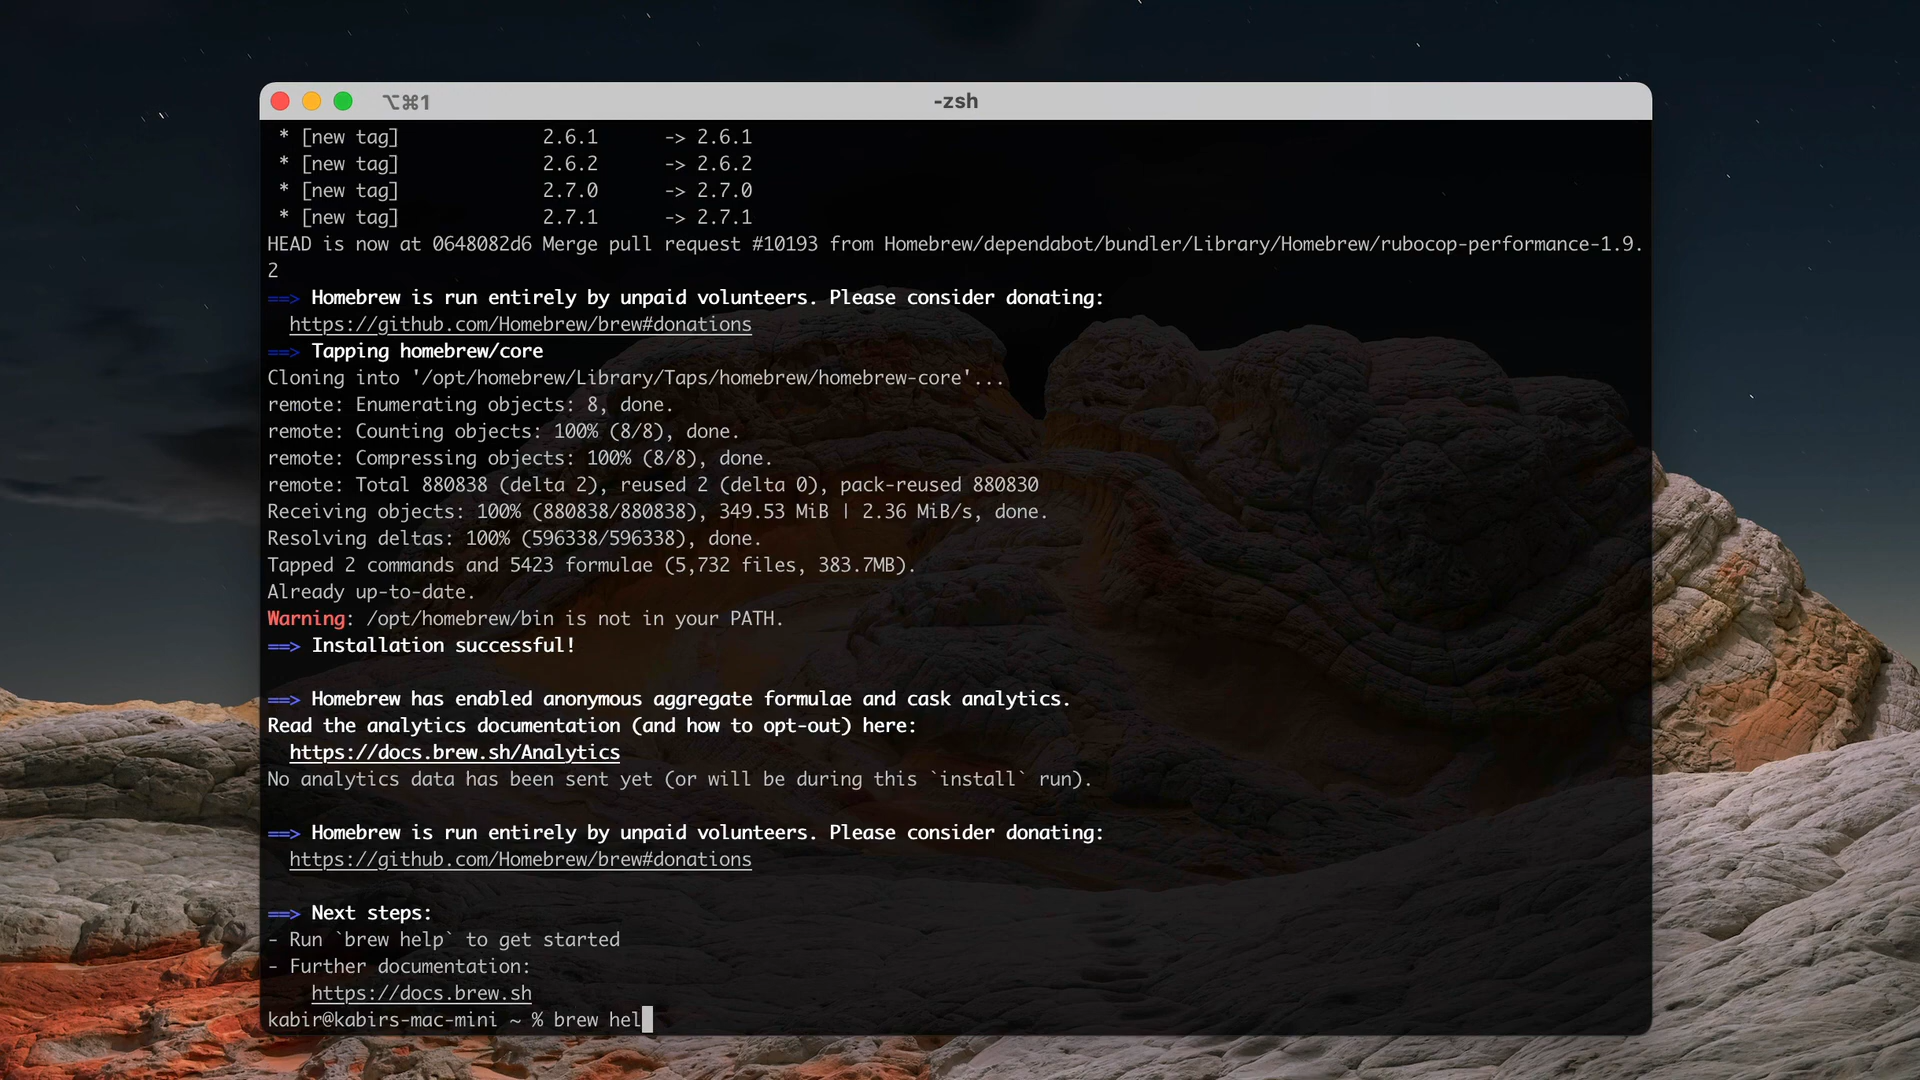 ⌥⌘1
-zsh
* [new tag] 2.6.1 -> 2.6.1
* [new tag] 2.6.2 -> 2.6.2
* [new tag] 2.7.0 -> 2.7.0
* [new tag] 2.7.1 -> 2.7.1
HEAD is now at 0648082d6 Merge pull request #10193 from Homebrew/dependabot/bundler/Library/Homebrew/rubocop-performance-1.9.
2
==> Homebrew is run entirely by unpaid volunteers. Please consider donating:
https://github.com/Homebrew/brew#donations
==> Tapping homebrew/core
Cloning into '/opt/homebrew/Library/Taps/homebrew/homebrew-core'...
remote: Enumerating objects: 8, done.
remote: Counting objects: 100% (8/8), done.
remote: Compressing objects: 100% (8/8), done.
remote: Total 880838 (delta 2), reused 2 (delta 0), pack-reused 880830
Receiving objects: 100% (880838/880838), 349.53 MiB | 2.36 MiB/s, done.
Resolving deltas: 100% (596338/596338), done.
Tapped 2 commands and 5423 formulae (5,732 files, 383.7MB).
Already up-to-date.
Warning: /opt/homebrew/bin is not in your PATH.
==> Installation successful!
==> Homebrew has enabled anonymous aggregate formulae and cask analytics.
Read the analytics documentation (and how to opt-out) here:
https://docs.brew.sh/Analytics
No analytics data has been sent yet (or will be during this `install` run).
==> Homebrew is run entirely by unpaid volunteers. Please consider donating:
https://github.com/Homebrew/brew#donations
==> Next steps:
- Run `brew help` to get started
- Further documentation:
https://docs.brew.sh
kabir@kabirs-mac-mini ~ % brew hel